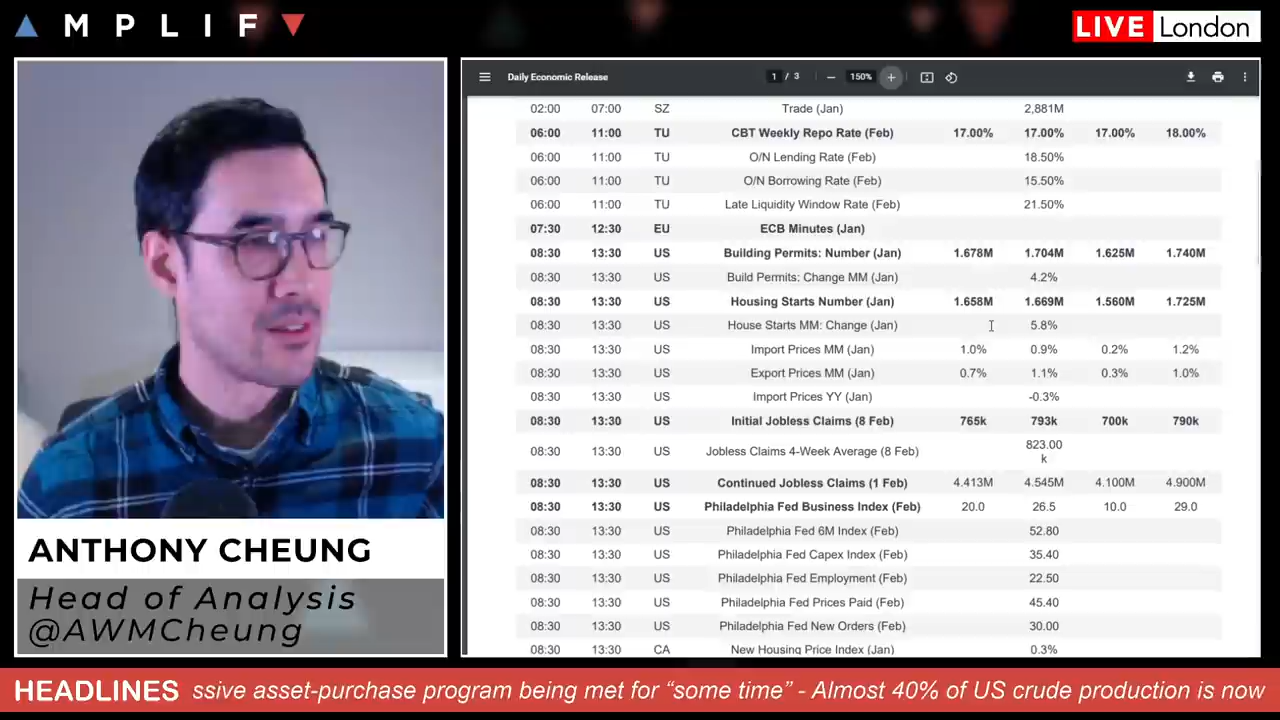 AMPLIFY
LIVE London
Daily Economic Release
1 / 3
150%
02:00 07:00 SZ Trade (Jan) 2,881M
06:00 11:00 TU CBT Weekly Repo Rate (Feb) 17.00% 17.00% 17.00% 18.00%
06:00 11:00 TU O/N Lending Rate (Feb) 18.50%
06:00 11:00 TU O/N Borrowing Rate (Feb) 15.50%
06:00 11:00 TU Late Liquidity Window Rate (Feb) 21.50%
07:30 12:30 EU ECB Minutes (Jan)
08:30 13:30 US Building Permits: Number (Jan) 1.678M 1.704M 1.625M 1.740M
08:30 13:30 US Build Permits: Change MM (Jan) 4.2%
08:30 13:30 US Housing Starts Number (Jan) 1.658M 1.669M 1.560M 1.725M
08:30 13:30 US House Starts MM: Change (Jan) 5.8%
08:30 13:30 US Import Prices MM (Jan) 1.0% 0.9% 0.2% 1.2%
08:30 13:30 US Export Prices MM (Jan) 0.7% 1.1% 0.3% 1.0%
08:30 13:30 US Import Prices YY (Jan) -0.3%
08:30 13:30 US Initial Jobless Claims (8 Feb) 765k 793k 700k 790k
08:30 13:30 US Jobless Claims 4-Week Average (8 Feb) 823.00
k
08:30 13:30 US Continued Jobless Claims (1 Feb) 4.413M 4.545M 4.100M 4.900M
08:30 13:30 US Philadelphia Fed Business Index (Feb) 20.0 26.5 10.0 29.0
08:30 13:30 US Philadelphia Fed 6M Index (Feb) 52.80
08:30 13:30 US Philadelphia Fed Capex Index (Feb) 35.40
08:30 13:30 US Philadelphia Fed Employment (Feb) 22.50
08:30 13:30 US Philadelphia Fed Prices Paid (Feb) 45.40
08:30 13:30 US Philadelphia Fed New Orders (Feb) 30.00
08:30 13:30 CA New Housing Price Index (Jan) 0.3%
ANTHONY CHEUNG
Head of Analysis
@AWMCheung
HEADLINES ssive asset-purchase program being met for “some time” - Almost 40% of US crude production is now